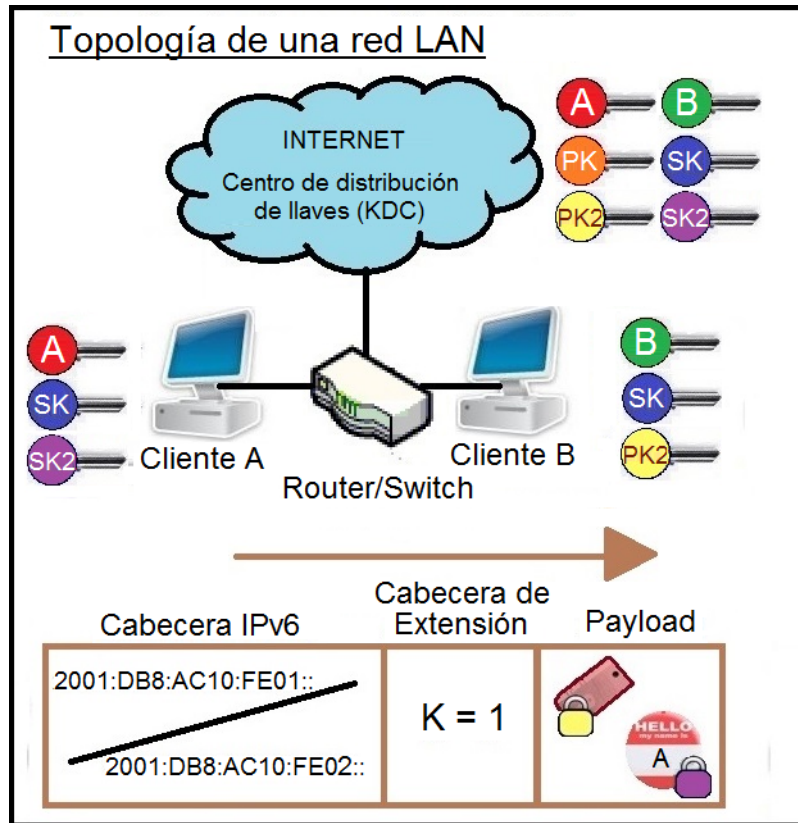 Topología de una red LAN
INTERNET
Centro de distribución
de llaves (KDC)
A
B
PK
SK
PK2
SK2
A
SK
SK2
Cliente A
Router/Switch
Cliente B
B
SK
PK2
Cabecera IPv6
Cabecera de
Extensión
Payload
2001:DB8:AC10:FE01::
2001:DB8:AC10:FE02::
K = 1
HELLO
my name is
A